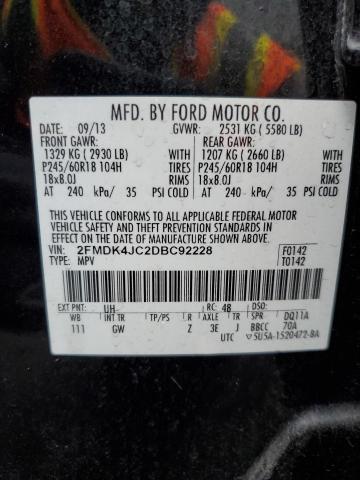 MFD. BY FORD MOTOR CO.
DATE: 09/13 GVWR: 2531 KG ( 5580 LB)
FRONT GAWR: REAR GAWR:
1329 KG ( 2930 LB) WITH 1207 KG ( 2660 LB) WITH
P245/60R18 104H TIRES P245/60R18 104H TIRES
18x8.0J RIMS 18x8.0J RIMS
AT 240 kPa/ 35 PSI COLD AT 240 kPa/ 35 PSI COLD
THIS VEHICLE CONFORMS TO ALL APPLICABLE FEDERAL MOTOR
VEHICLE SAFETY AND THEFT PREVENTION STANDARDS IN EFFECT
ON THE DATE OF MANUFACTURE SHOWN ABOVE.
VIN: 2FMDK4JC2DBC92228 F0142
TYPE: MPV T0142
EXT PNT: UH RC: 48 DSO:
WB INT TR TP/PS R AXLE TR SPR DQ11A
111 GW Z 3E J BBCC 70A
UTC 5U5A-1520472-BA